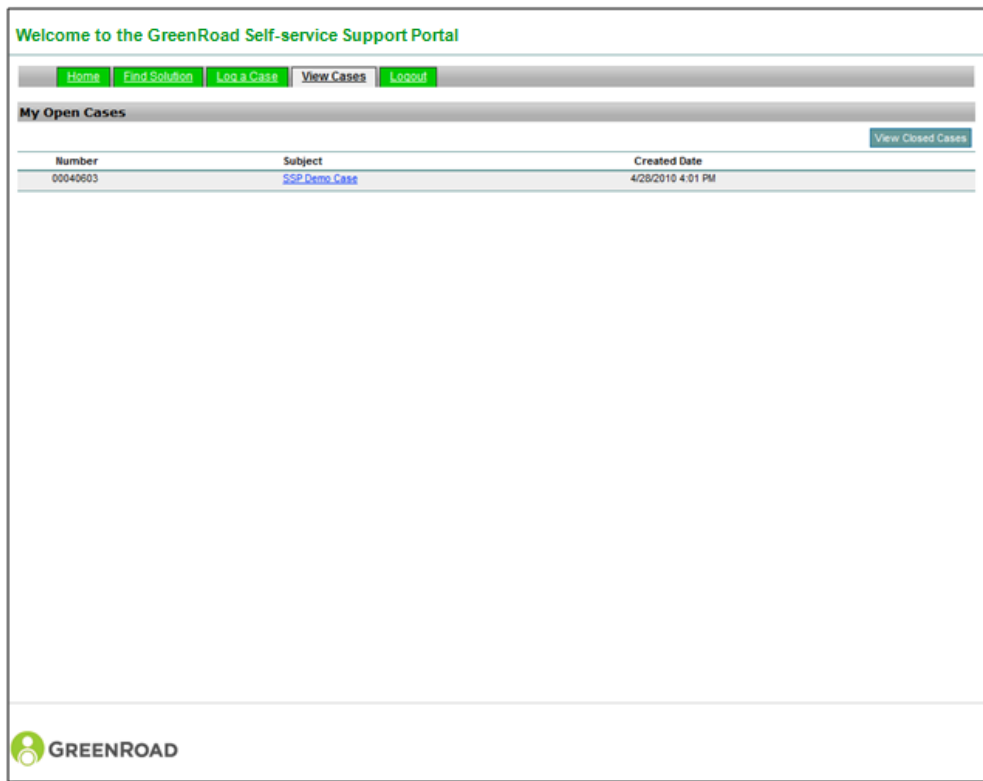 Welcome to the GreenRoad Self-service Support Portal
Home Find Solution Log a Case View Cases Logout
My Open Cases
View Closed Cases
Number Subject Created Date
00040603 SSP Demo Case 4/28/2010 4:01 PM
GREENROAD